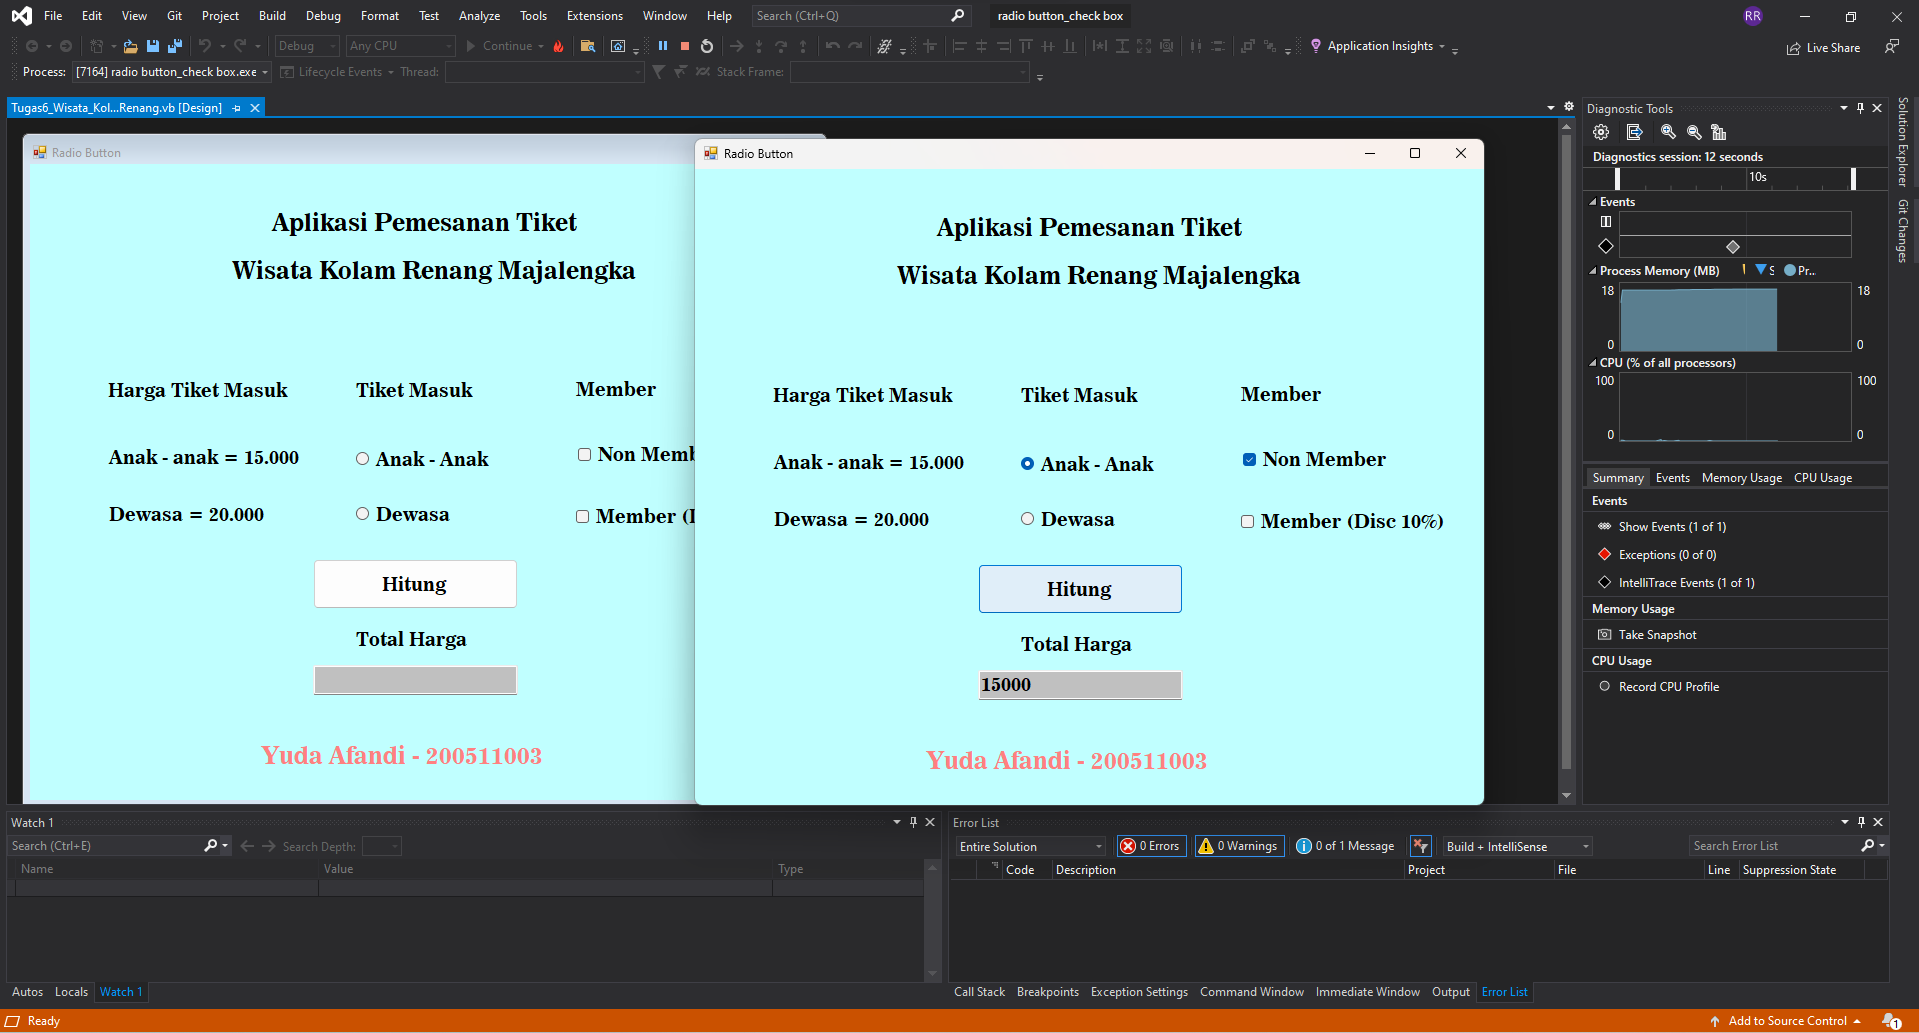 File Edit View Git Project Build Debug Format Test Analyze Tools Extensions Window Help Search (Ctrl+Q) radio button_check box RR
Debug Any CPU Continue Application Insights Live Share
Process: [7164] radio button_check box.exe Lifecycle Events Thread: Stack Frame:
Tugas6_Wisata_Kol...Renang.vb [Design]
Radio Button
Aplikasi Pemesanan Tiket
Wisata Kolam Renang Majalengka
Harga Tiket Masuk Tiket Masuk Member
Anak - anak = 15.000 Anak - Anak Non Memb
Dewasa = 20.000 Dewasa Member (
Hitung
Total Harga
Yuda Afandi - 200511003
Radio Button
Aplikasi Pemesanan Tiket
Wisata Kolam Renang Majalengka
Harga Tiket Masuk Tiket Masuk Member
Anak - anak = 15.000 Anak - Anak Non Member
Dewasa = 20.000 Dewasa Member (Disc 10%)
Hitung
Total Harga
15000
Yuda Afandi - 200511003
Diagnostic Tools
Diagnostics session: 12 seconds
10s
Events
Process Memory (MB) S Pr...
18 18
0 0
CPU (% of all processors)
100 100
0 0
Summary Events Memory Usage CPU Usage
Events
Show Events (1 of 1)
Exceptions (0 of 0)
IntelliTrace Events (1 of 1)
Memory Usage
Take Snapshot
CPU Usage
Record CPU Profile
Solution Explorer
Git Changes
Watch 1
Search (Ctrl+E) Search Depth:
Name Value Type
Autos Locals Watch 1
Error List
Entire Solution 0 Errors 0 Warnings 0 of 1 Message Build + IntelliSense Search Error List
Code Description Project File Line Suppression State
Call Stack Breakpoints Exception Settings Command Window Immediate Window Output Error List
Ready Add to Source Control 1